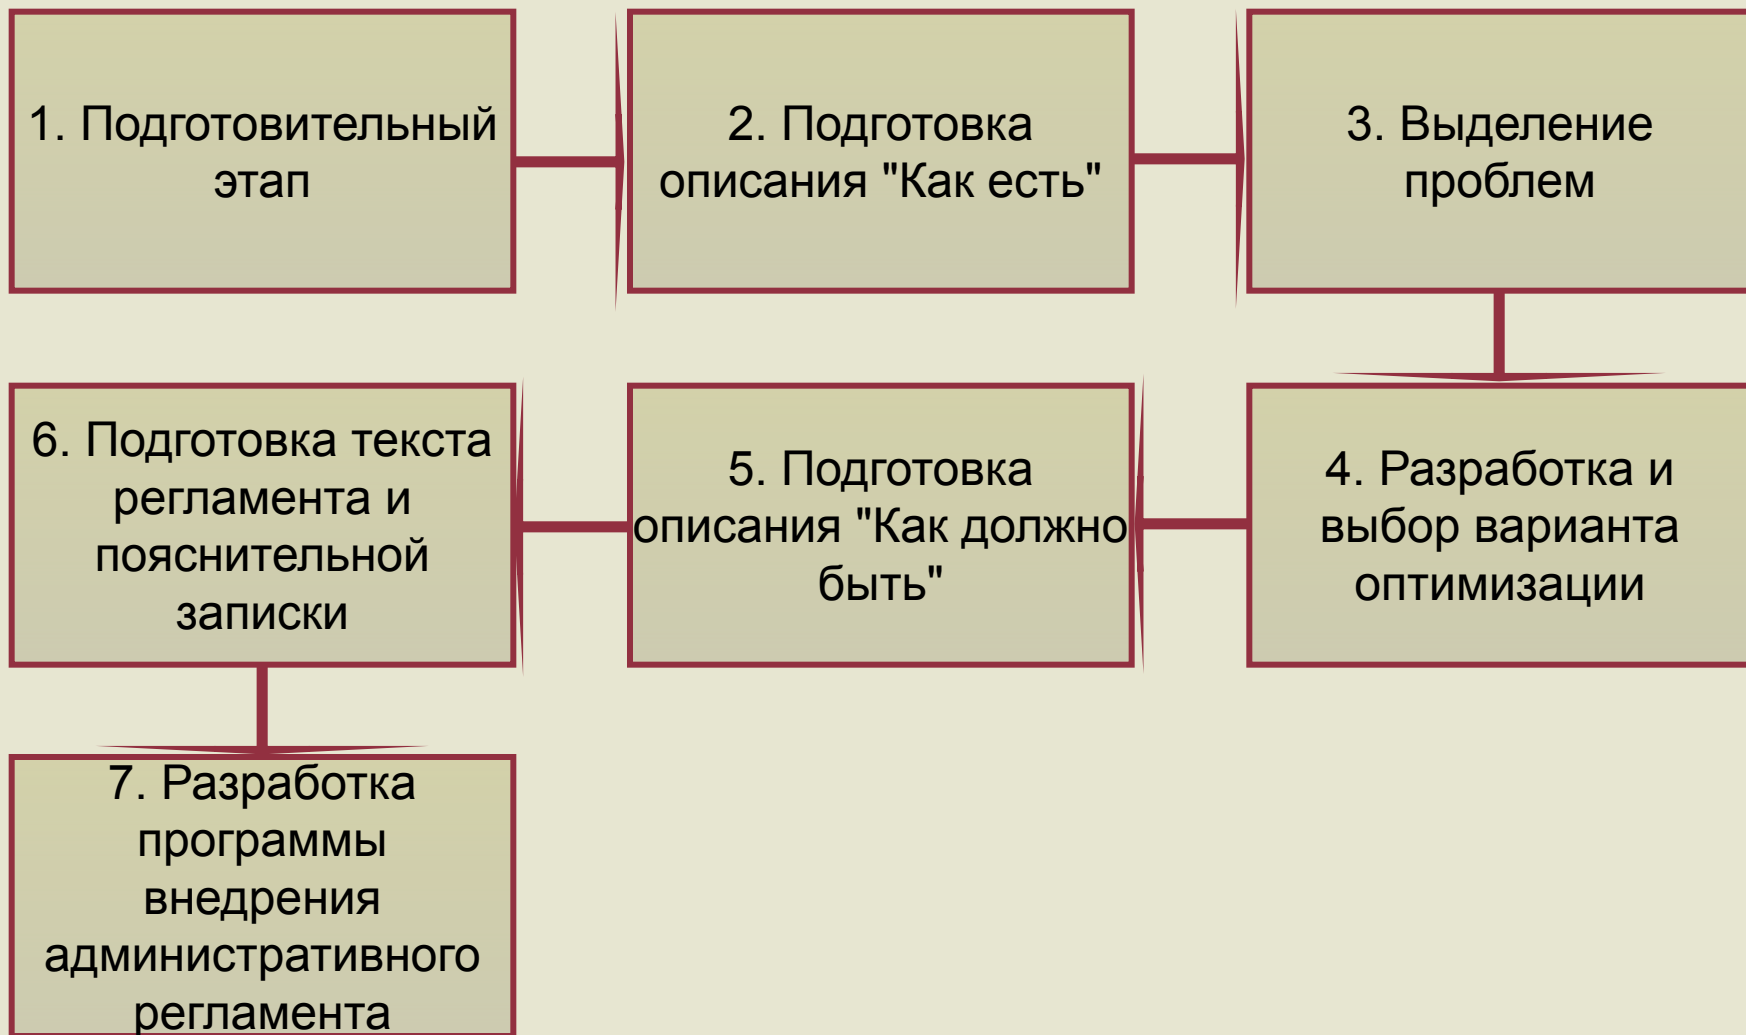 1. Подготовительный
этап
2. Подготовка
описания "Как есть"
3. Выделение
проблем
4. Разработка и
выбор варианта
оптимизации
5. Подготовка
описания "Как должно
быть"
6. Подготовка текста
регламента и
пояснительной
записки
7. Разработка
программы
внедрения
административного
регламента